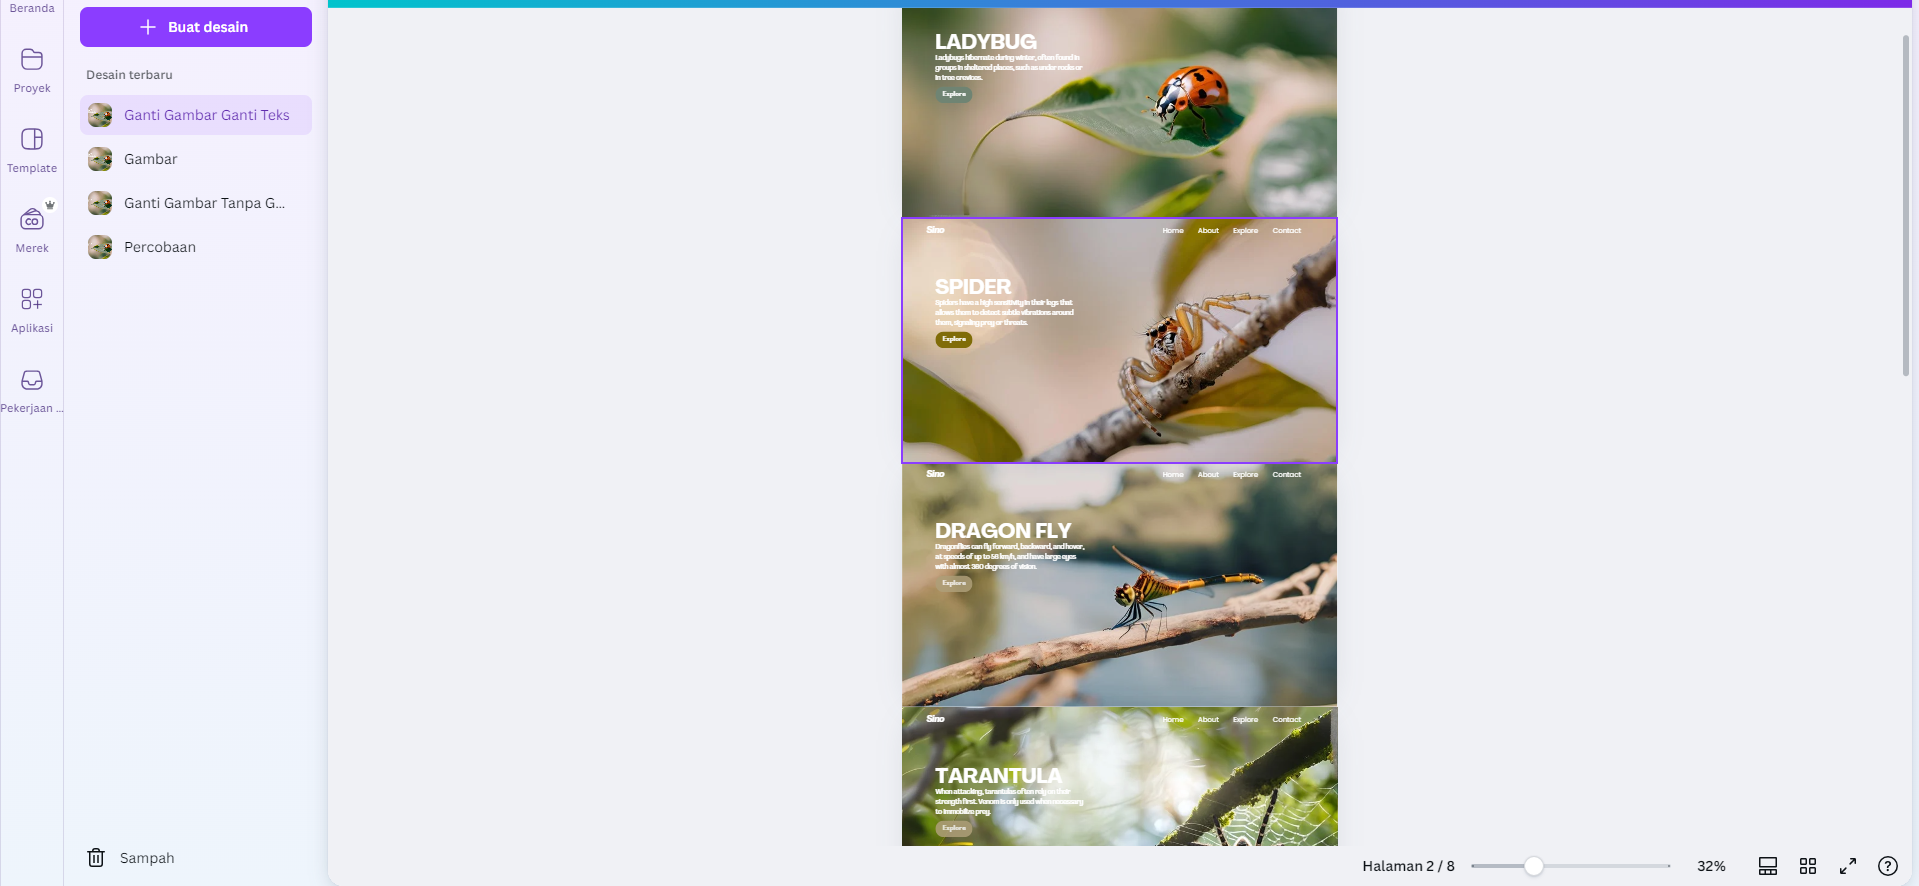 Beranda
Proyek
Template
Merek
Aplikasi
Pekerjaan ...
Buat desain
Desain terbaru
Ganti Gambar Ganti Teks
Gambar
Ganti Gambar Tanpa G...
Percobaan
Sampah
LADYBUG
Ladybugs hibernate during winter, often found in
groups in sheltered places, such as under rocks or
in tree crevices.
Explore
Sino
Home About Explore Contact
SPIDER
Spiders have a high sensitivity in their legs that
allows them to detect subtle vibrations around
them, signaling prey or threats.
Explore
Sino
Home About Explore Contact
DRAGON FLY
Dragonflies can fly forward, backward, and hover,
at speeds of up to 56 km/h, and have large eyes
with almost 360 degrees of vision.
Explore
Sino
Home About Explore Contact
TARANTULA
When attacking, tarantulas often rely on their
strength first. Venom is only used when necessary
to immobilize prey.
Explore
Halaman 2 / 8
32%